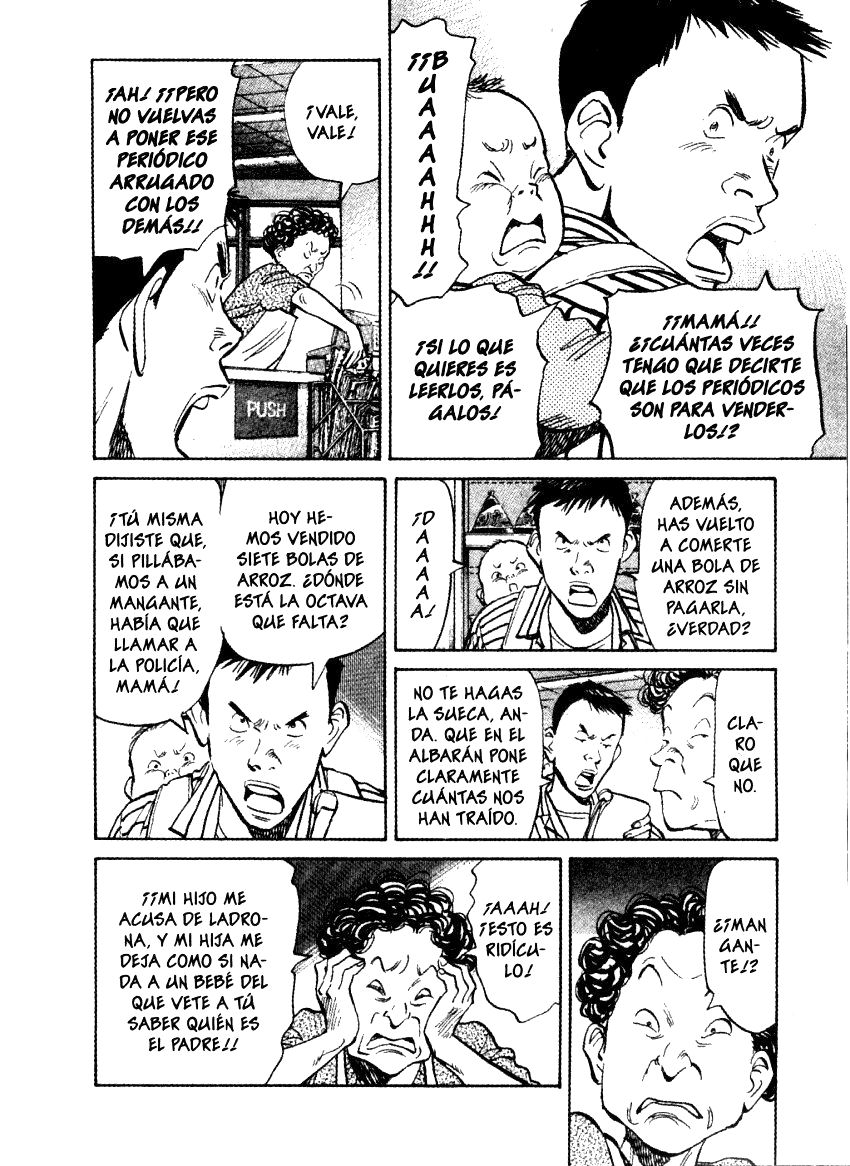 ¡¡MAMÁ!!
¿¡CUÁNTAS VECES
TENGO QUE DECIRTE
QUE LOS PERIÓDICOS
SON PARA VENDER-
LOS!?
¡¡B
U
A
A
A
A
H
H
H
!!
¡SI LO QUE
QUIERES ES
LEERLOS, PÁ-
GALOS!
¡VALE,
VALE!
¡AH! ¡¡PERO
NO VUELVAS
A PONER ESE
PERIÓDICO
ARRUGADO
CON LOS
DEMÁS!!
PUSH
ADEMÁS,
HAS VUELTO
A COMERTE
UNA BOLA DE
ARROZ SIN
PAGARLA,
¿VERDAD?
¡D
A
A
A
A!
CLA-
RO
QUE
NO.
NO TE HAGAS
LA SUECA, AN-
DA. QUE EN EL
ALBARÁN PONE
CLARAMENTE
CUÁNTAS NOS
HAN TRAÍDO.
HOY HE-
MOS VENDIDO
SIETE BOLAS DE
ARROZ. ¿DÓNDE
ESTÁ LA OCTAVA
QUE FALTA?
¡TÚ MISMA
DIJISTE QUE,
SI PILLÁBA-
MOS A UN
MANGANTE,
HABÍA QUE
LLAMAR A
LA POLICÍA,
MAMÁ!
¿¡MAN
GAN-
TE!?
¡AAAH!
¡ESTO ES
RIDÍCU-
LO!
¡¡MI HIJO ME
ACUSA DE LADRO-
NA, Y MI HIJA ME
DEJA COMO SI NA-
DA A UN BEBÉ DEL
QUE VETE A TÚ
SABER QUIÉN ES
EL PADRE!!